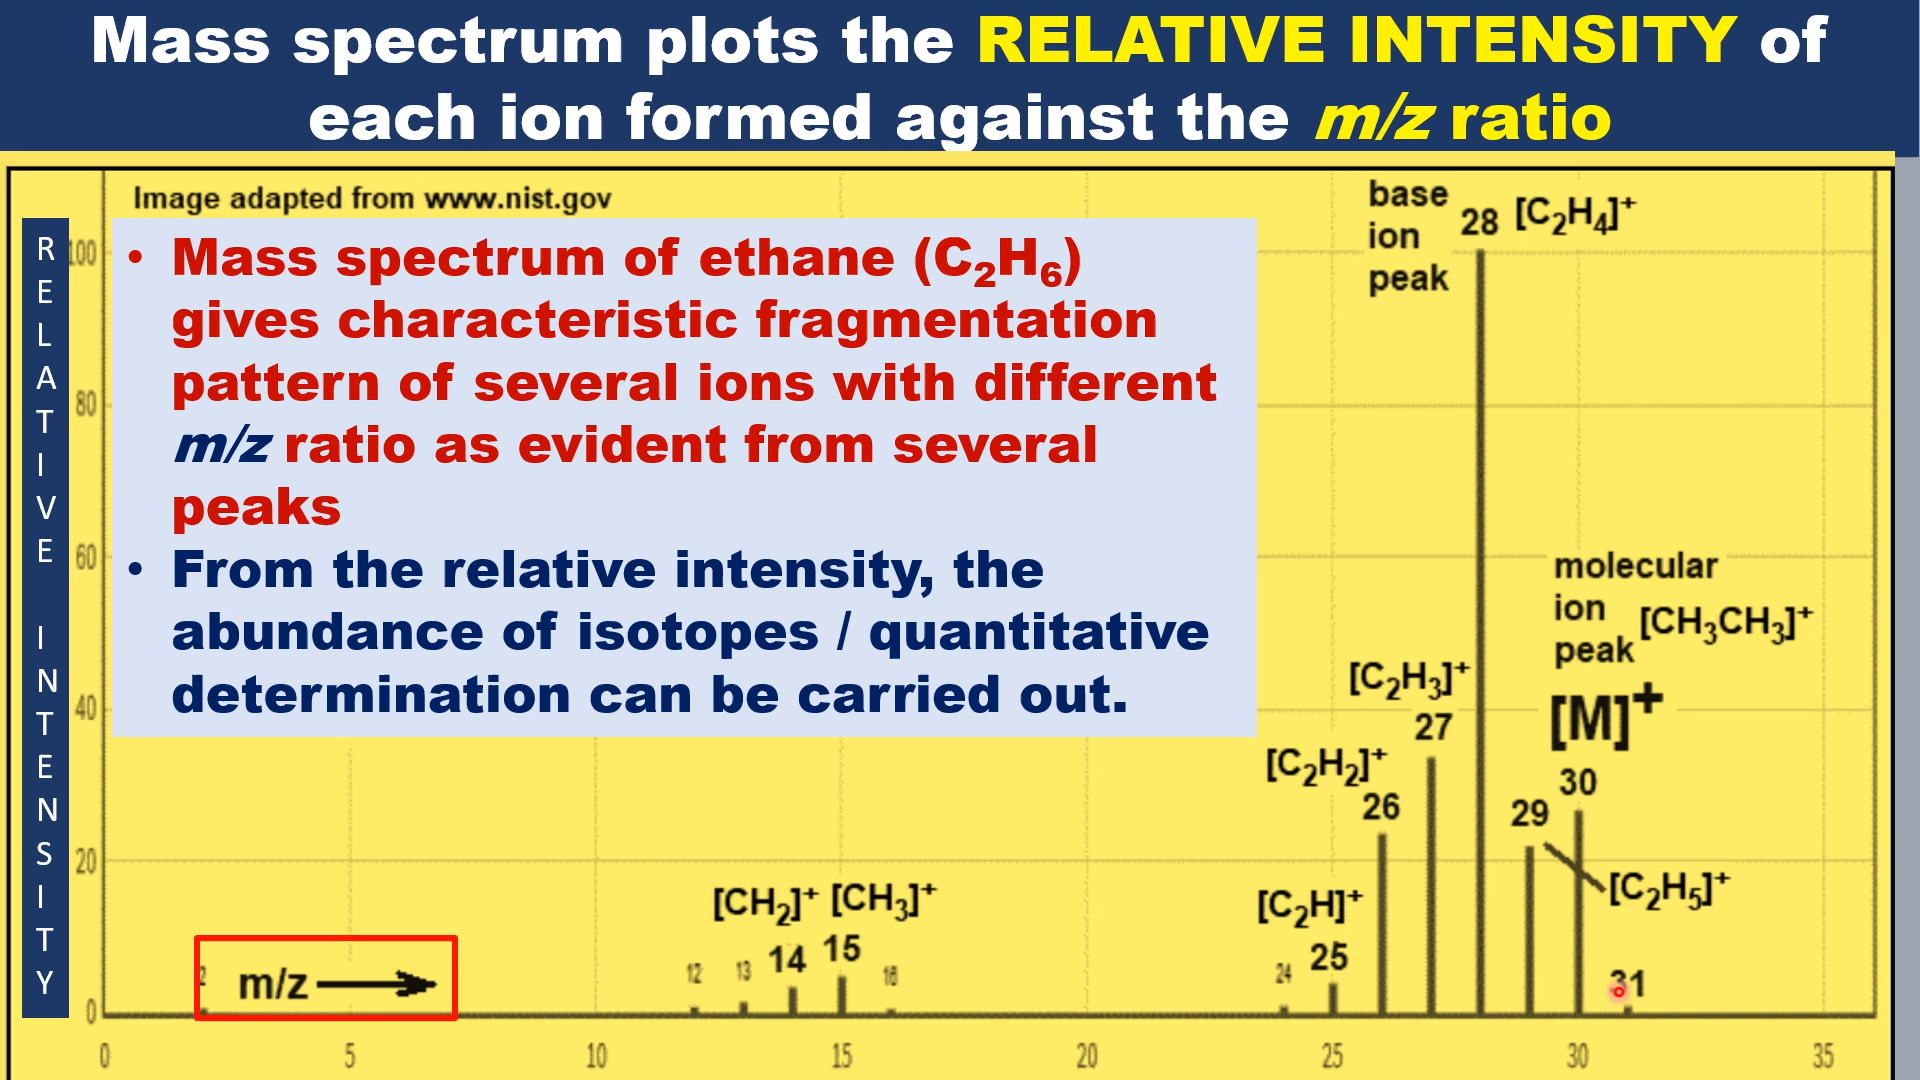 Mass spectrum plots the RELATIVE INTENSITY of
each ion formed against the m/z ratio
Image adapted from www.nist.gov
RELATIVE INTENSITY
• Mass spectrum of ethane (C₂H₆)
gives characteristic fragmentation
pattern of several ions with different
m/z ratio as evident from several
peaks
• From the relative intensity, the
abundance of isotopes / quantitative
determination can be carried out.
base
ion
peak
28 [C₂H₄]⁺
molecular
ion
peak [CH₃CH₃]⁺
[M]⁺
30
[C₂H₃]⁺
27
[C₂H₂]⁺
26
29
[C₂H₅]⁺
[C₂H]⁺
25
24
31
[CH₂]⁺ [CH₃]⁺
12 13 14 15 16
2
m/z
100
80
60
40
20
0
0 5 10 15 20 25 30 35